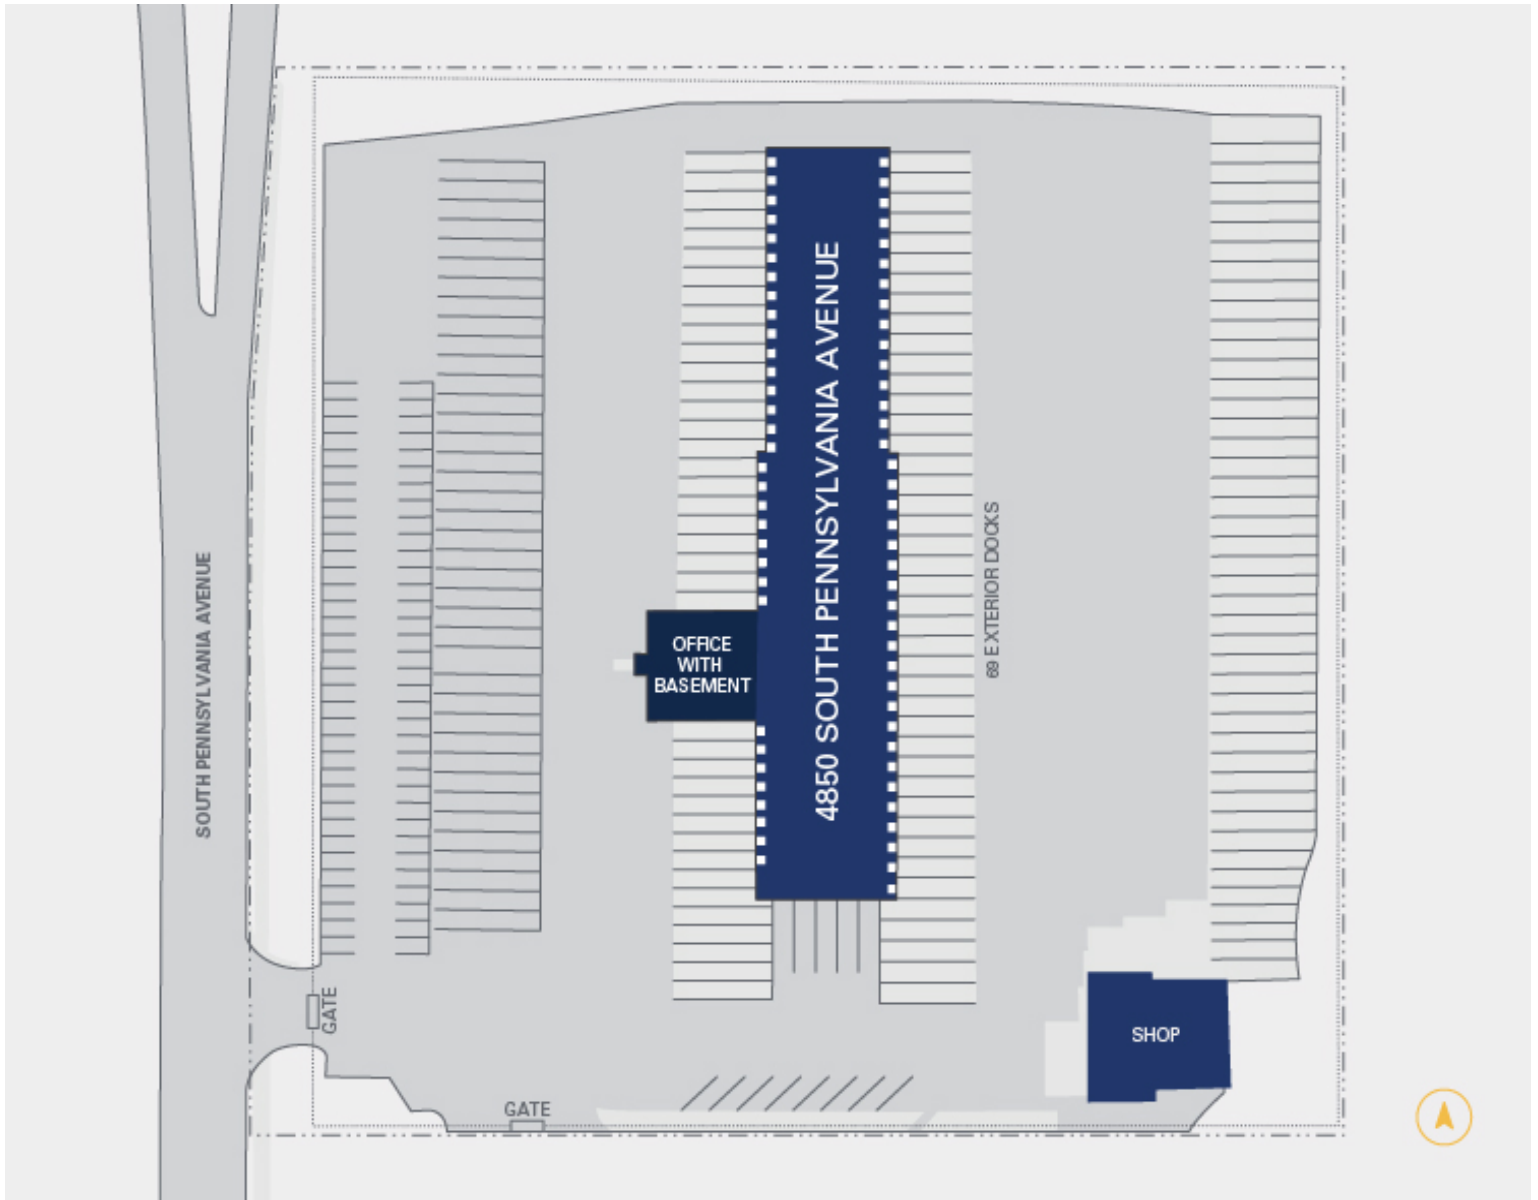 4850 SOUTH PENNSYLVANIA AVENUE
SOUTH PENNSYLVANIA AVENUE
69 EXTERIOR DOCKS
OFFICE
WITH
BASEMENT
GATE
SHOP
GATE